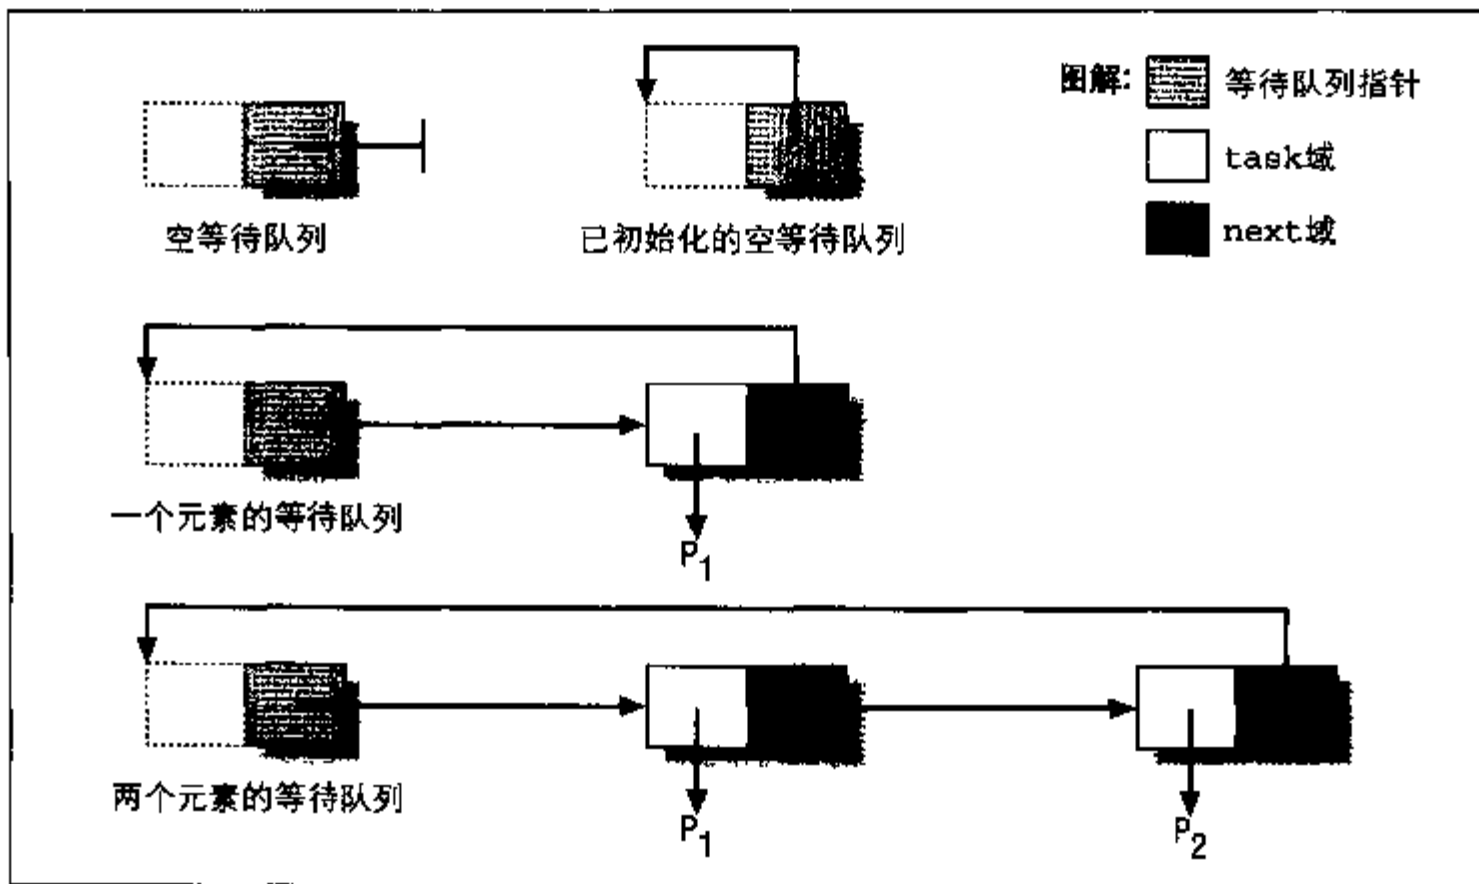 图解:
等待队列指针
task域
next域
空等待队列
已初始化的空等待队列
一个元素的等待队列
P1
两个元素的等待队列
P1
P2